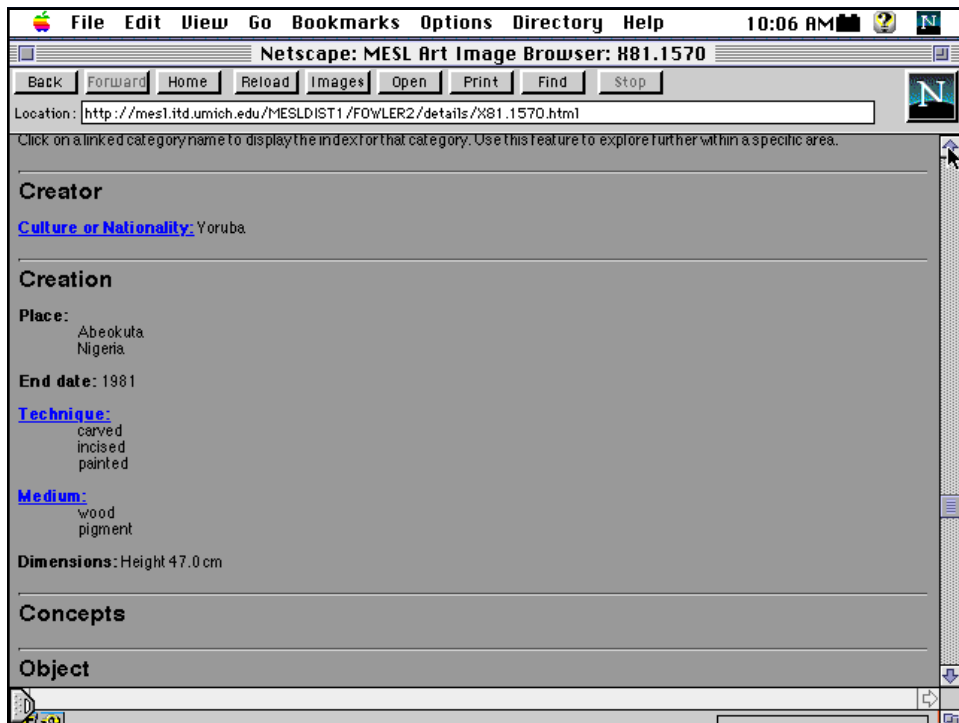 File Edit View Go Bookmarks Options Directory Help 10:06 AM
Netscape: MESL Art Image Browser: X81.1570
Back Forward Home Reload Images Open Print Find Stop
N
Location: http://mesl.itd.umich.edu/MESLDIST1/FOWLER2/details/X81.1570.html
Click on a linked category name to display the index for that category. Use this feature to explore further within a specific area.
Creator
Culture or Nationality: Yoruba
Creation
Place:
Abeokuta
Nigeria
End date: 1981
Technique:
carved
incised
painted
Medium:
wood
pigment
Dimensions: Height 47.0 cm
Concepts
Object